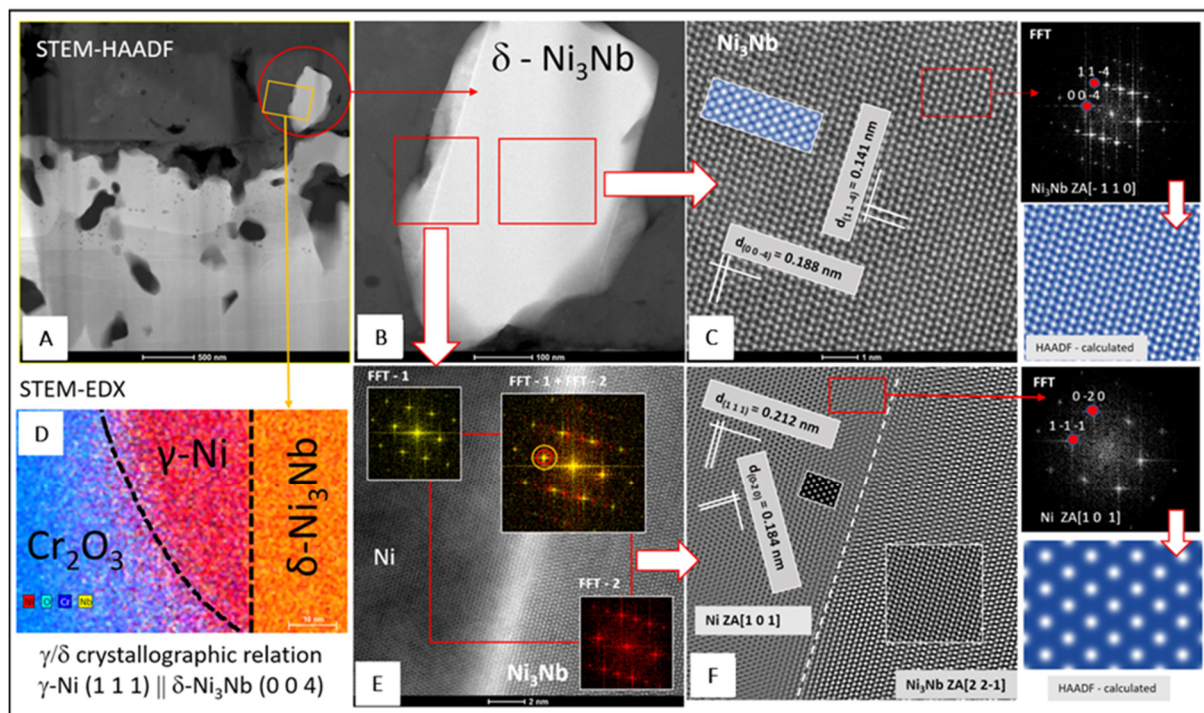 STEM-HAADF
A
500 nm
δ - Ni₃Nb
B
100 nm
Ni₃Nb
d(1 1 -4) = 0.141 nm
d(0 0 -4) = 0.188 nm
C
1 nm
FFT
1 1 -4
0 0 -4
Ni₃Nb ZA[- 1 1 0]
HAADF - calculated
STEM-EDX
D
γ-Ni
δ-Ni₃Nb
Cr₂O₃
Ni O Cr Nb
10 nm
γ/δ crystallographic relation
γ-Ni (1 1 1) || δ-Ni₃Nb (0 0 4)
FFT - 1
FFT - 1 + FFT - 2
Ni
FFT - 2
Ni₃Nb
E
2 nm
d(1 1 1) = 0.212 nm
d(0-2 0) = 0.184 nm
Ni ZA[1 0 1]
F
Ni₃Nb ZA[2 2-1]
FFT
0 -2 0
1 -1 -1
Ni ZA[1 0 1]
HAADF - calculated